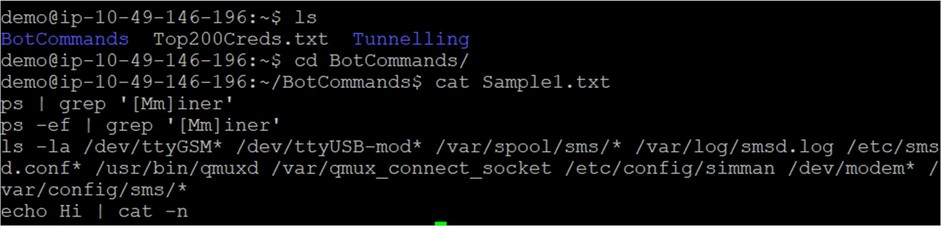 demo@ip-10-49-146-196:~$ ls
BotCommands  Top200Creds.txt  Tunnelling
demo@ip-10-49-146-196:~$ cd BotCommands/
demo@ip-10-49-146-196:~/BotCommands$ cat Sample1.txt
ps | grep '[Mm]iner'
ps -ef | grep '[Mm]iner'
ls -la /dev/ttyGSM* /dev/ttyUSB-mod* /var/spool/sms/* /var/log/smsd.log /etc/sms
d.conf* /usr/bin/qmuxd /var/qmux_connect_socket /etc/config/simman /dev/modem* /
var/config/sms/*
echo Hi | cat -n